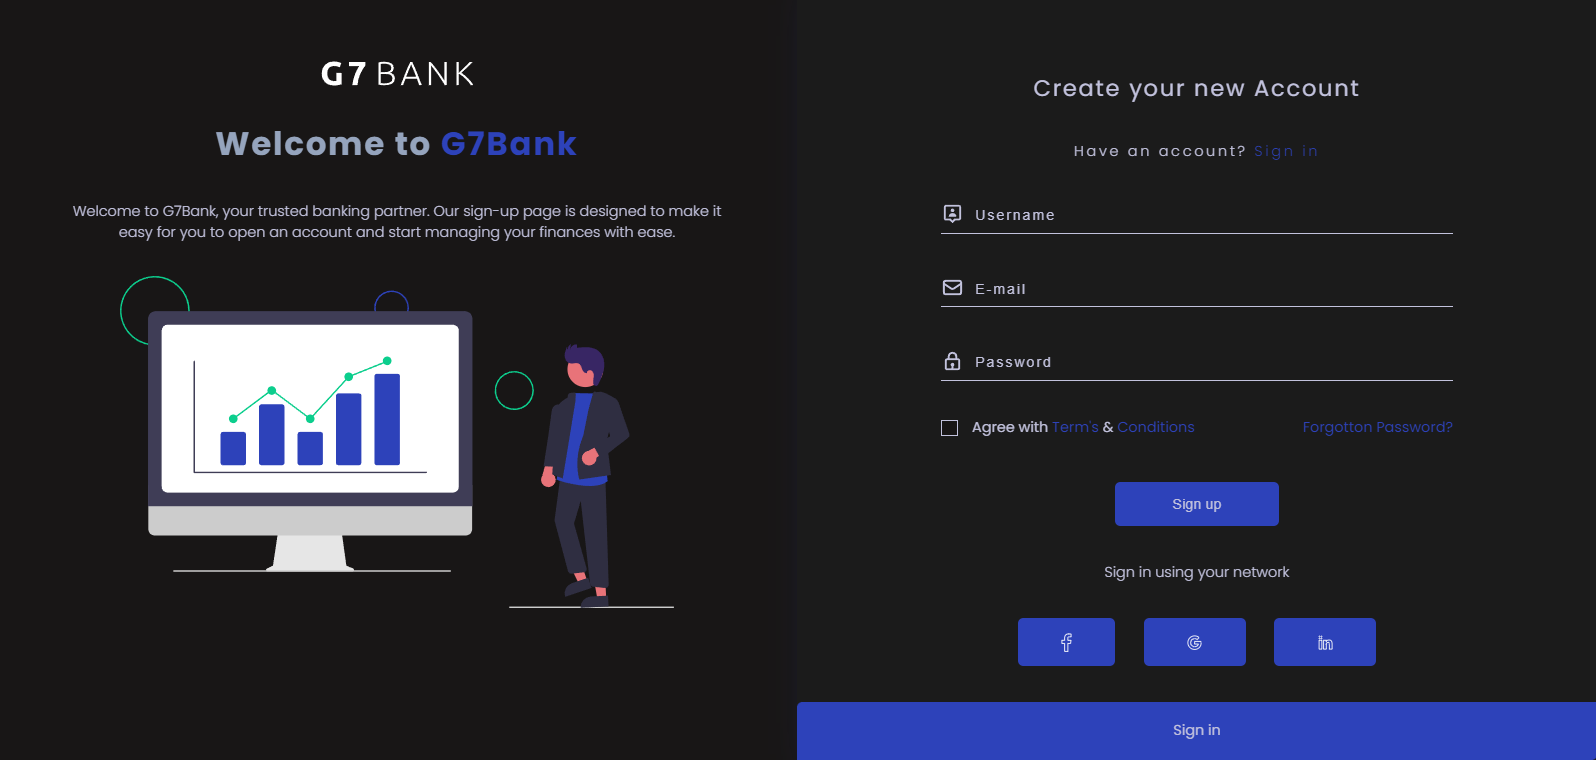 G7 BANK
Welcome to G7Bank
Welcome to G7Bank, your trusted banking partner. Our sign-up page is designed to make it
easy for you to open an account and start managing your finances with ease.
Create your new Account
Have an account? Sign in
Username
E-mail
Password
Agree with Term's & Conditions
Forgotton Password?
Sign up
Sign in using your network
f
G
in
Sign in